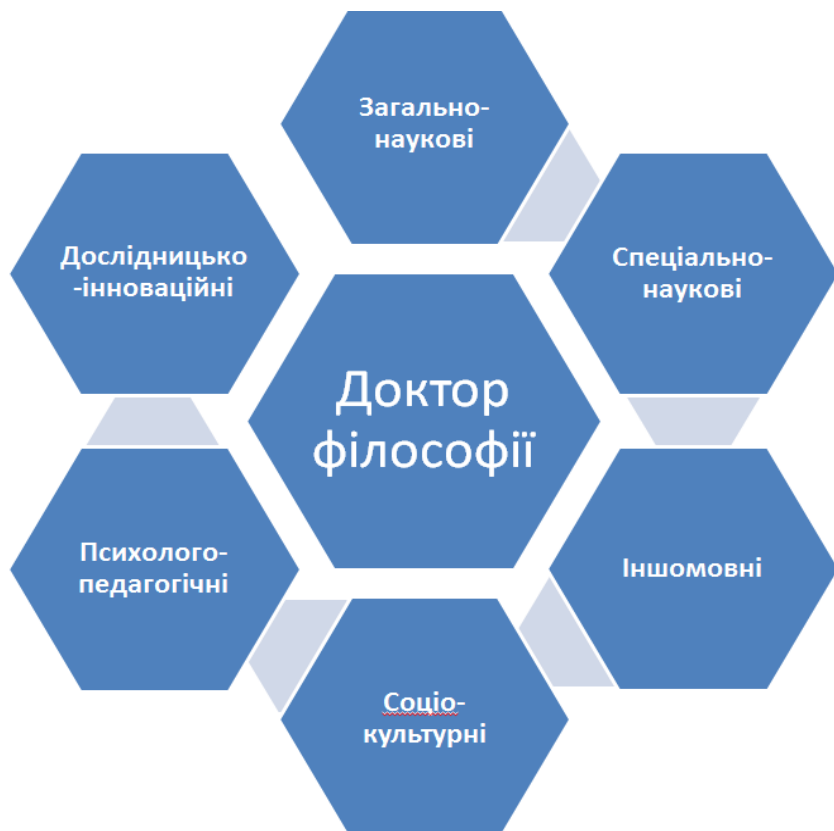 Загально-
наукові
Спеціально-
наукові
Іншомовні
Соціо-
культурні
Психолого-
педагогічні
Дослідницько
-інноваційні
Доктор
філософії